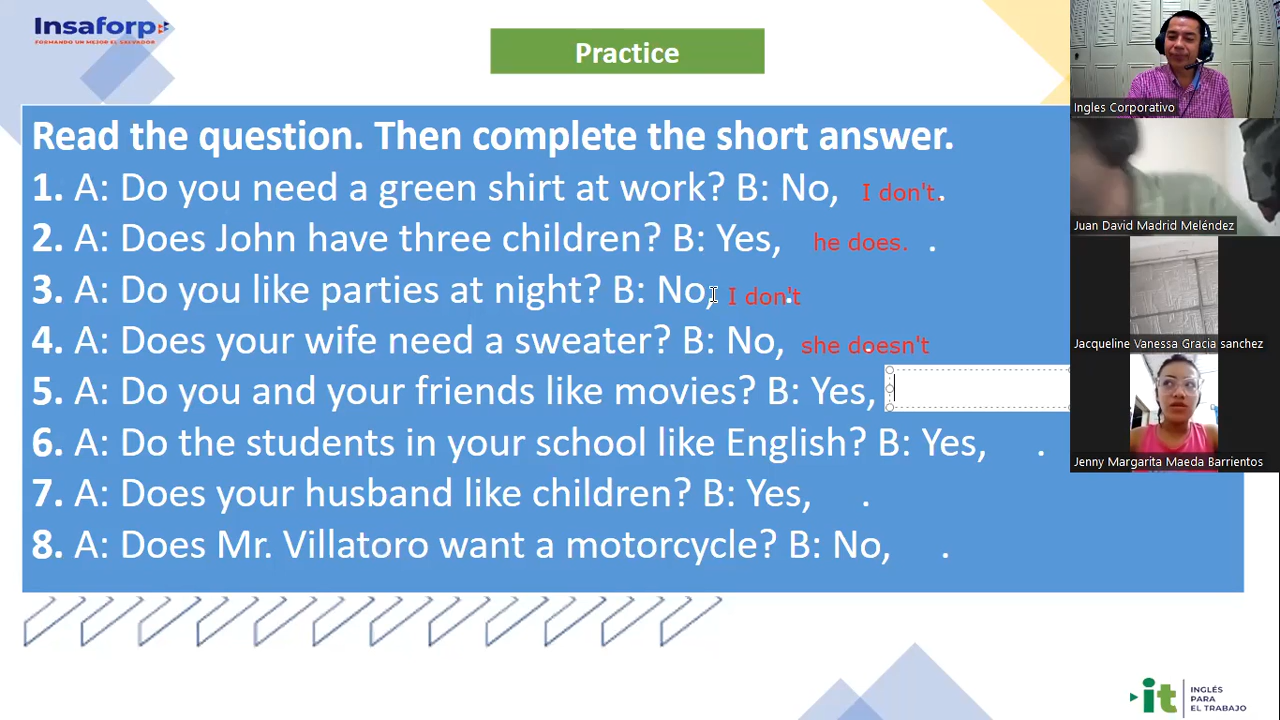 Insaforp
FORMANDO UN MEJOR EL SALVADOR
Practice
Read the question. Then complete the short answer.
1. A: Do you need a green shirt at work? B: No, I don't. .
2. A: Does John have three children? B: Yes, he does. .
3. A: Do you like parties at night? B: No, I don't .
4. A: Does your wife need a sweater? B: No, she doesn't .
5. A: Do you and your friends like movies? B: Yes,
6. A: Do the students in your school like English? B: Yes, .
7. A: Does your husband like children? B: Yes, .
8. A: Does Mr. Villatoro want a motorcycle? B: No, .
Ingles Corporativo
Juan David Madrid Meléndez
Jacqueline Vanessa Gracia sanchez
Jenny Margarita Maeda Barrientos
it
INGLÉS
PARA
EL TRABAJO